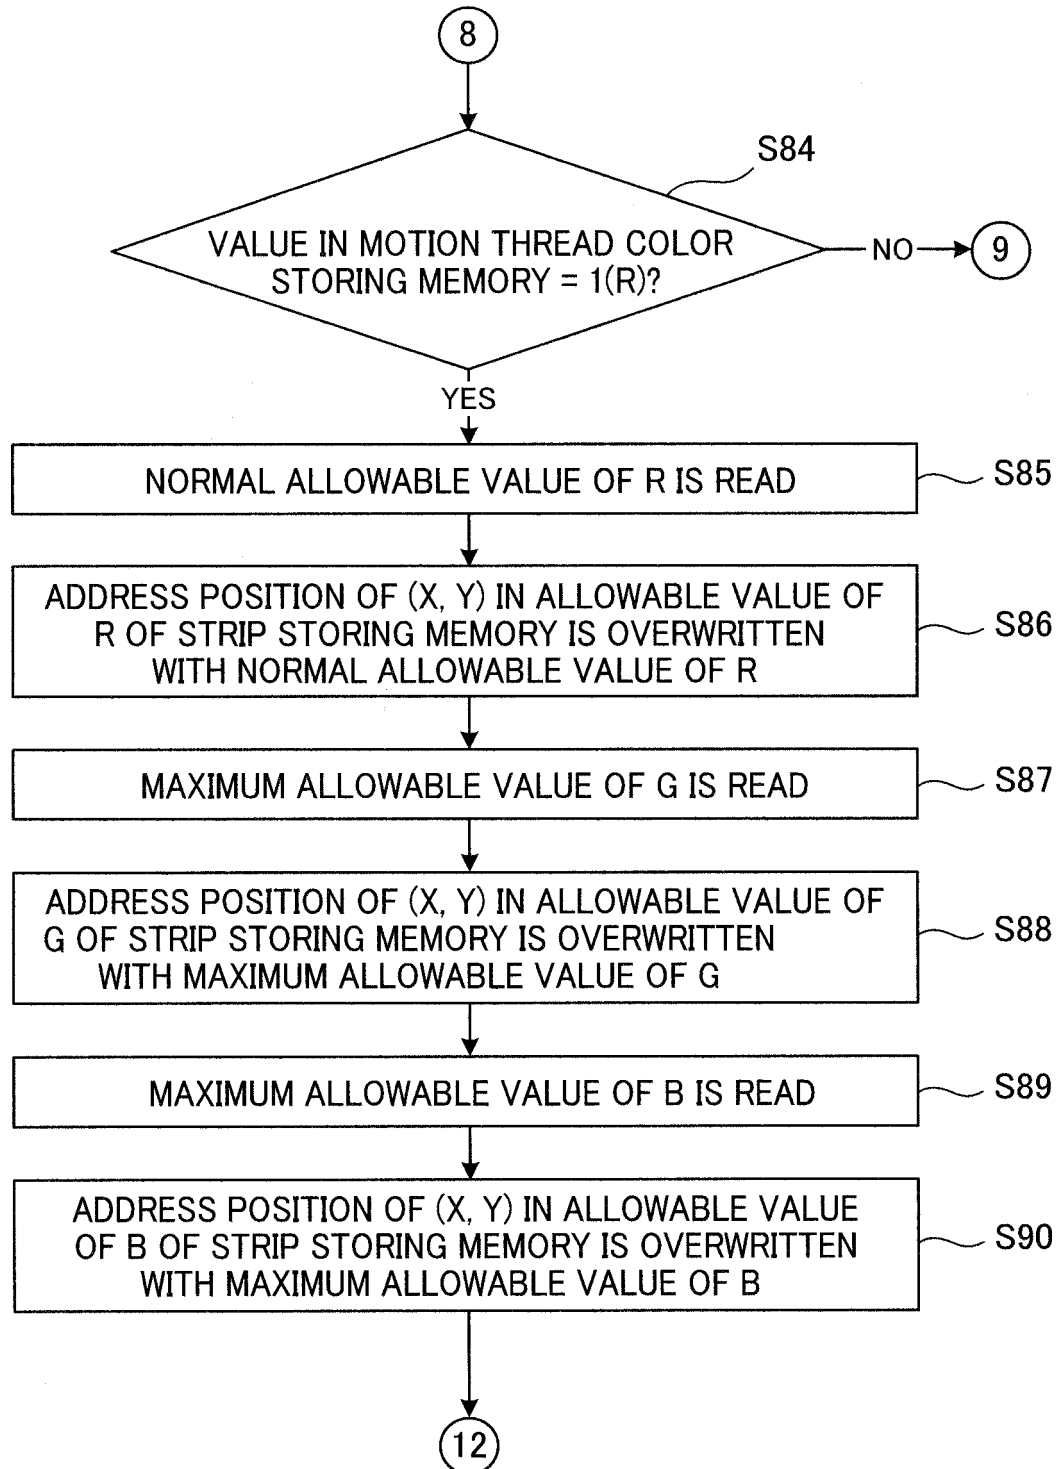 8
S84
VALUE IN MOTION THREAD COLOR
STORING MEMORY = 1(R)?
NO
9
YES
NORMAL ALLOWABLE VALUE OF R IS READ
S85
ADDRESS POSITION OF (X, Y) IN ALLOWABLE VALUE OF
R OF STRIP STORING MEMORY IS OVERWRITTEN
WITH NORMAL ALLOWABLE VALUE OF R
S86
MAXIMUM ALLOWABLE VALUE OF G IS READ
S87
ADDRESS POSITION OF (X, Y) IN ALLOWABLE VALUE OF
G OF STRIP STORING MEMORY IS OVERWRITTEN
WITH MAXIMUM ALLOWABLE VALUE OF G
S88
MAXIMUM ALLOWABLE VALUE OF B IS READ
S89
ADDRESS POSITION OF (X, Y) IN ALLOWABLE VALUE
OF B OF STRIP STORING MEMORY IS OVERWRITTEN
WITH MAXIMUM ALLOWABLE VALUE OF B
S90
12